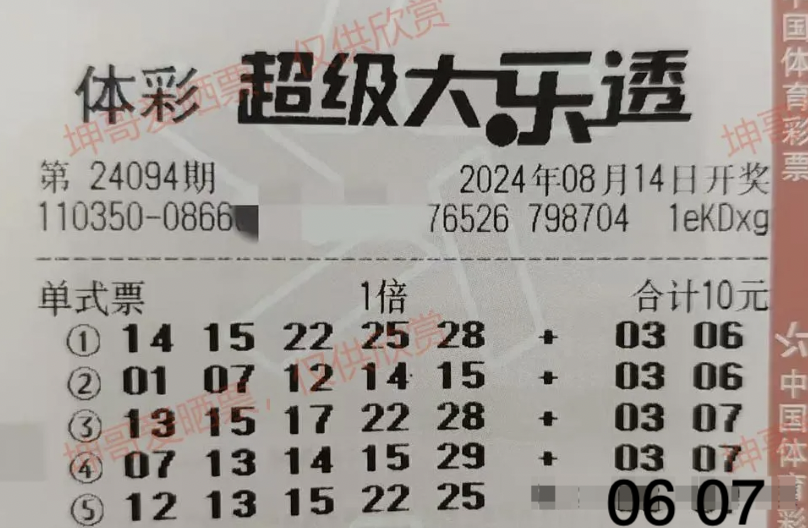 体彩 超级大乐透
第 24094期 2024年08月14日开奖
110350-0866 76526 798704 1eKDxg
单式票 1倍 合计10元
① 14 15 22 25 28 + 03 06
② 01 07 12 14 15 + 03 06
③ 13 15 17 22 28 + 03 07
④ 07 13 14 15 29 + 03 07
⑤ 12 13 15 22 25 06 07
坤哥爱晒票,仅供欣赏
坤哥爱晒票,仅供欣赏
坤哥
中国体育彩票
中国体育彩